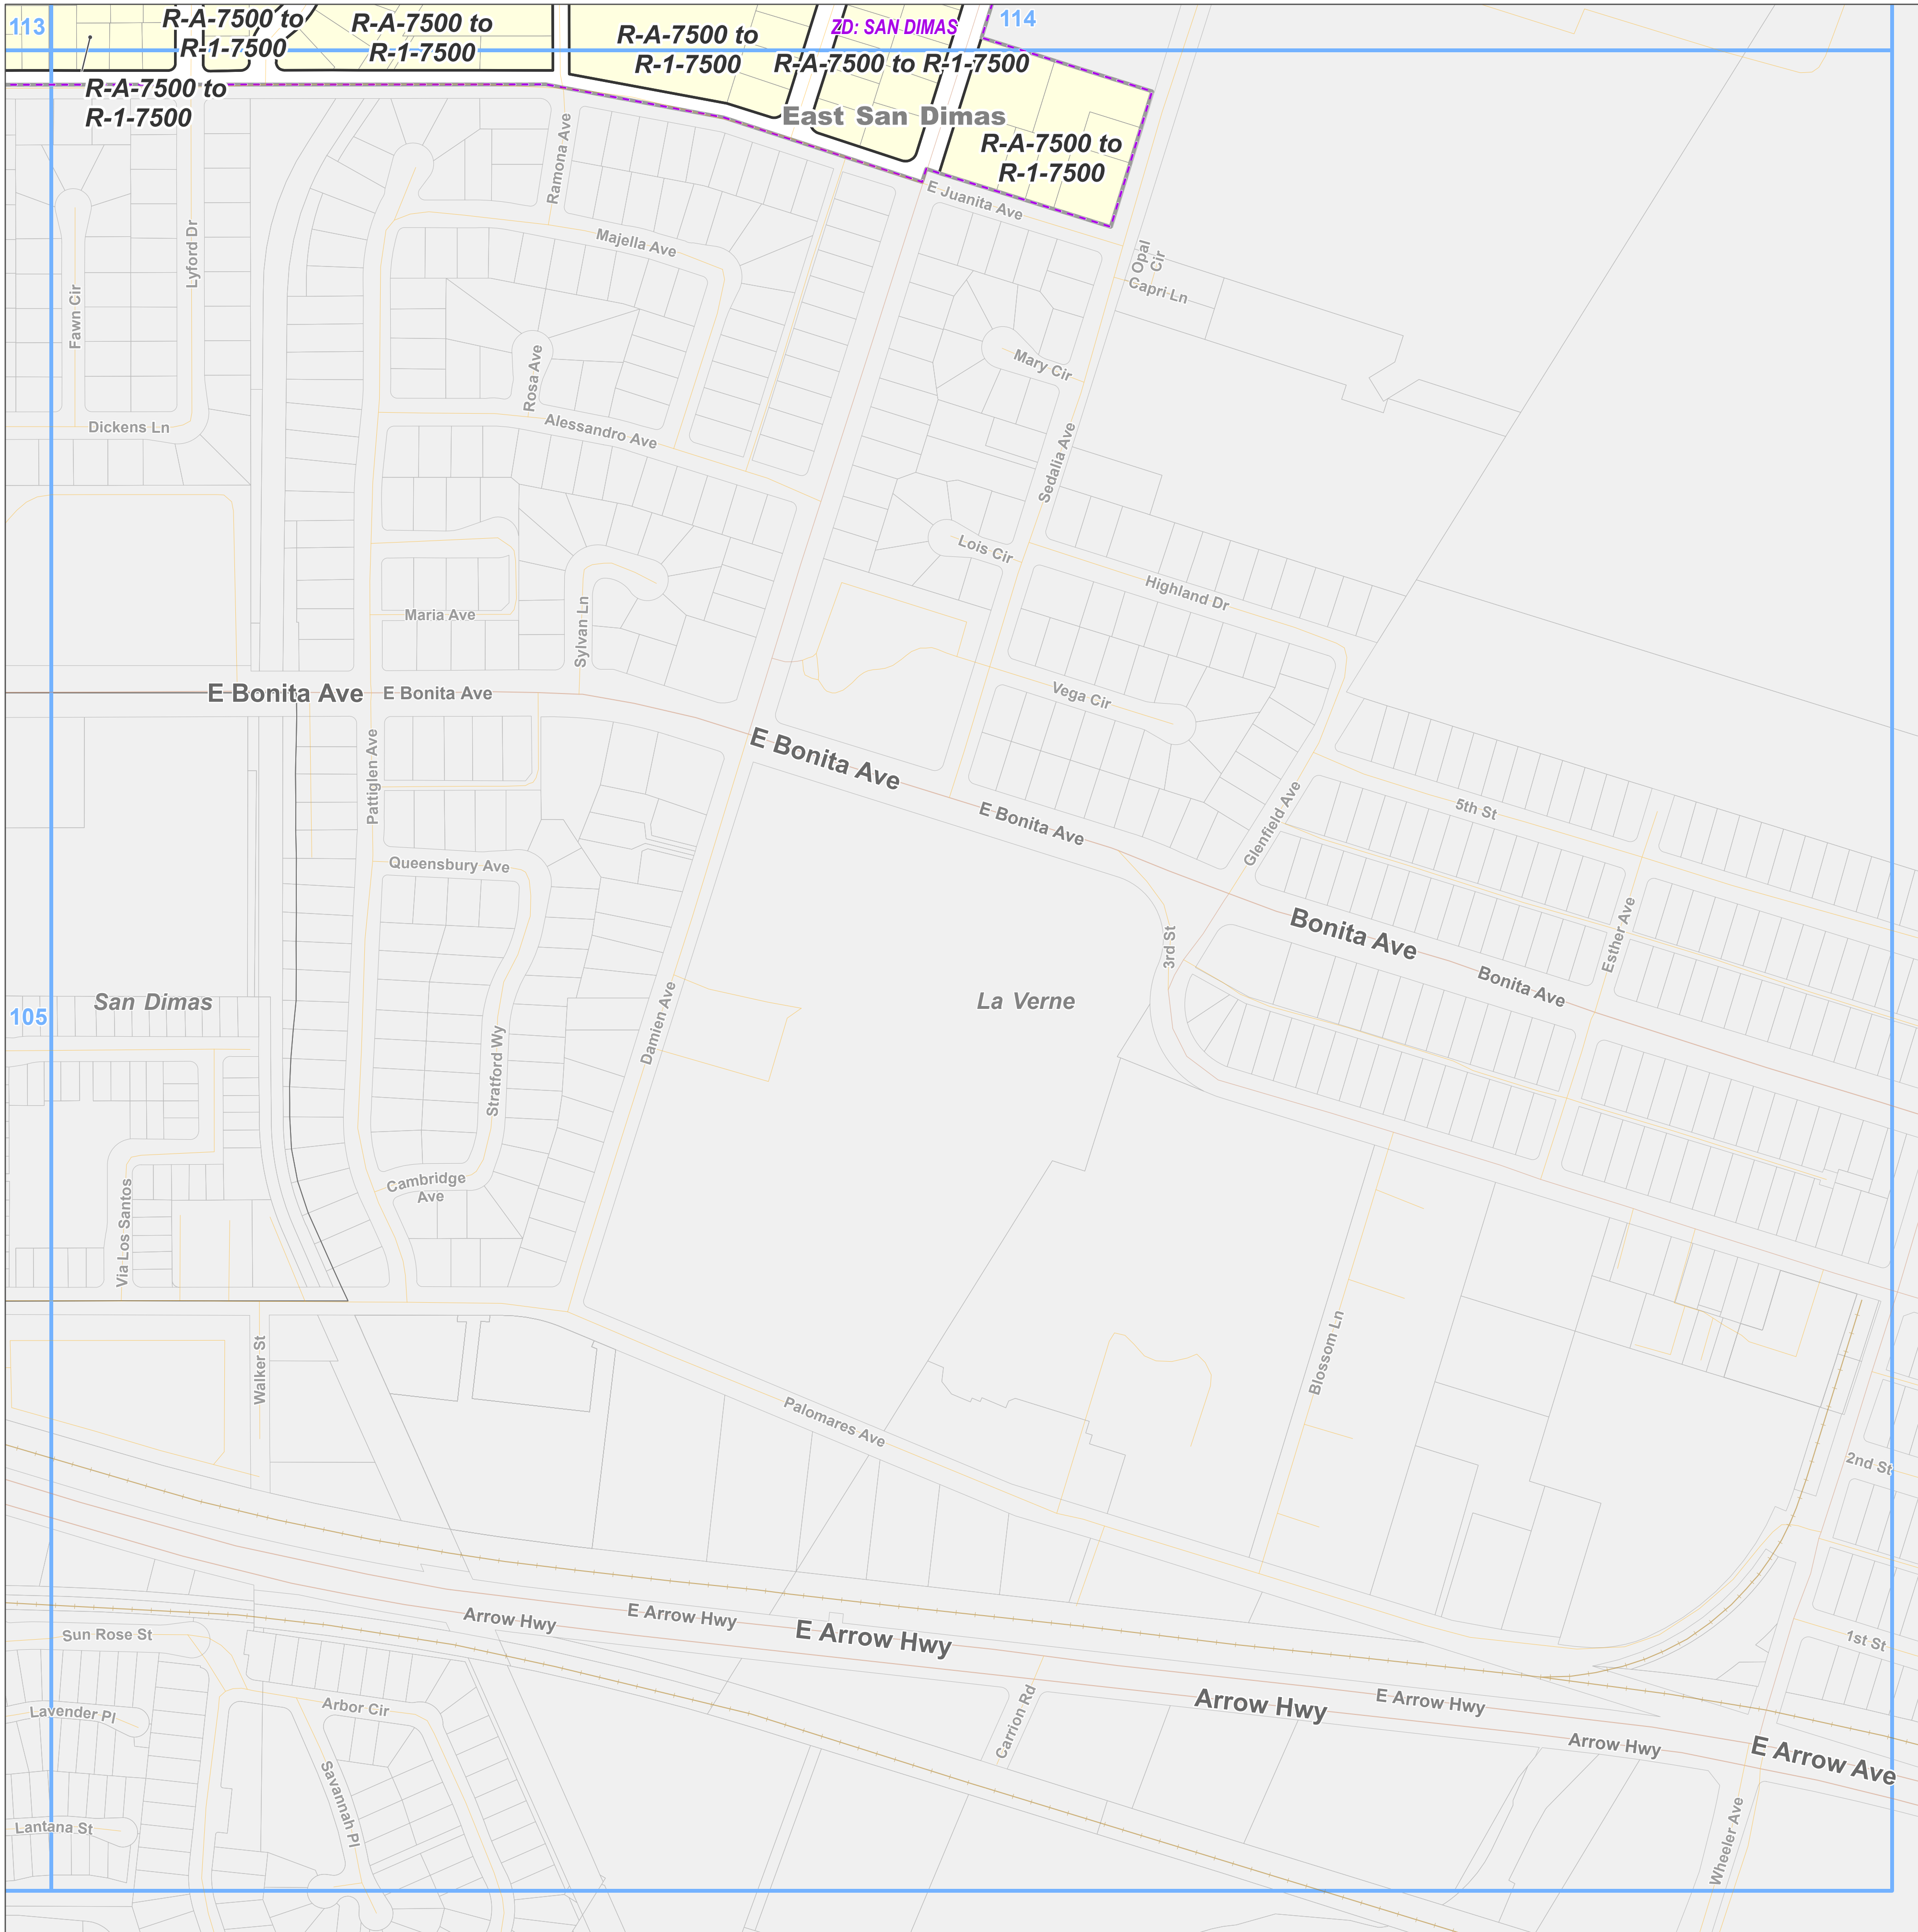 113
R-A-7500 to
R-1-7500
R-A-7500 to
R-1-7500
R-A-7500 to
R-1-7500
ZD: SAN DIMAS
114
R-A-7500 to R-1-7500
R-A-7500 to
R-1-7500
East San Dimas
R-A-7500 to
R-1-7500
Ramona Ave
E Juanita Ave
Majella Ave
Lyford Dr
Fawn Cir
Opal
Cir
C
Capri Ln
Mary Cir
Rosa Ave
Alessandro Ave
Dickens Ln
Sedalia Ave
Lois Cir
Highland Dr
Maria Ave
Sylvan Ln
E Bonita Ave
E Bonita Ave
Vega Cir
Pattiglen Ave
E Bonita Ave
E Bonita Ave
5th St
Glenfield Ave
Queensbury Ave
Bonita Ave
Esther Ave
3rd St
Bonita Ave
San Dimas
La Verne
105
Damien Ave
Stratford Wy
Cambridge
Ave
Via Los Santos
Walker St
Blossom Ln
Palomares Ave
2nd St
Arrow Hwy
E Arrow Hwy
E Arrow Hwy
Sun Rose St
1st St
Arbor Cir
Lavender Pl
Carrion Rd
Arrow Hwy
E Arrow Hwy
Arrow Hwy
E Arrow Ave
Savannah Pl
Lantana St
Wheeler Ave